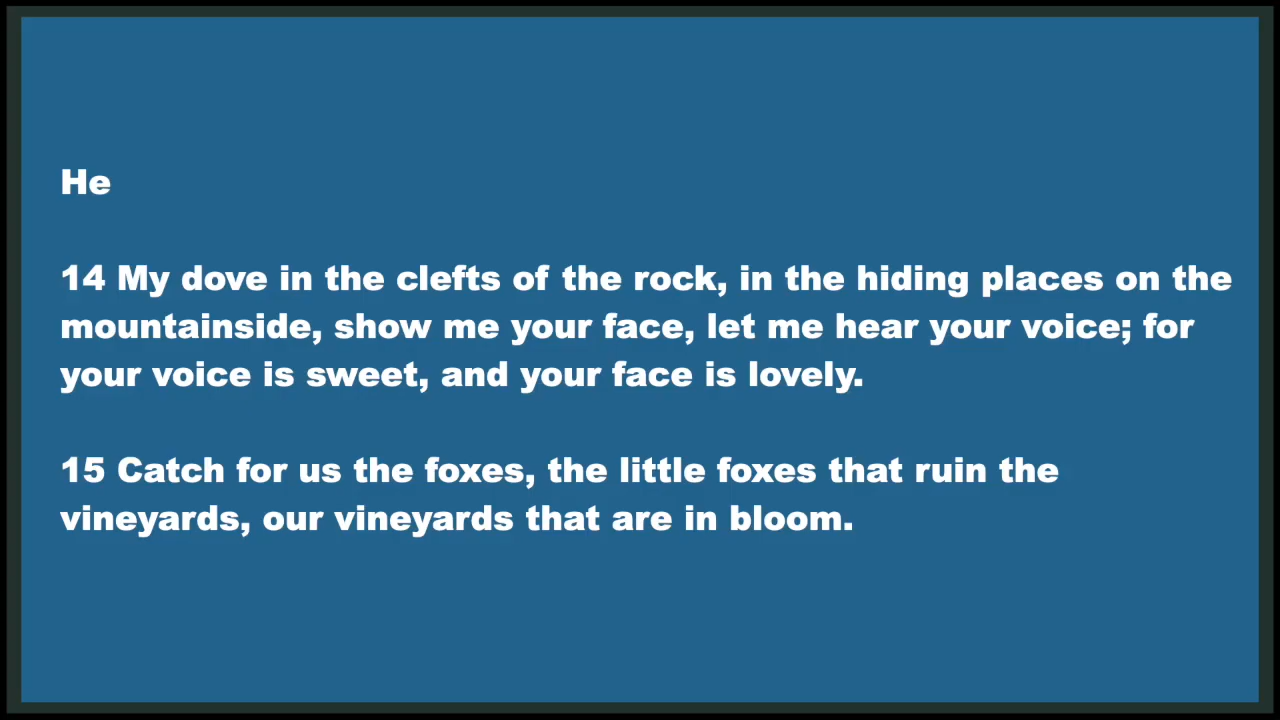 He
14 My dove in the clefts of the rock, in the hiding places on the
mountainside, show me your face, let me hear your voice; for
your voice is sweet, and your face is lovely.
15 Catch for us the foxes, the little foxes that ruin the
vineyards, our vineyards that are in bloom.